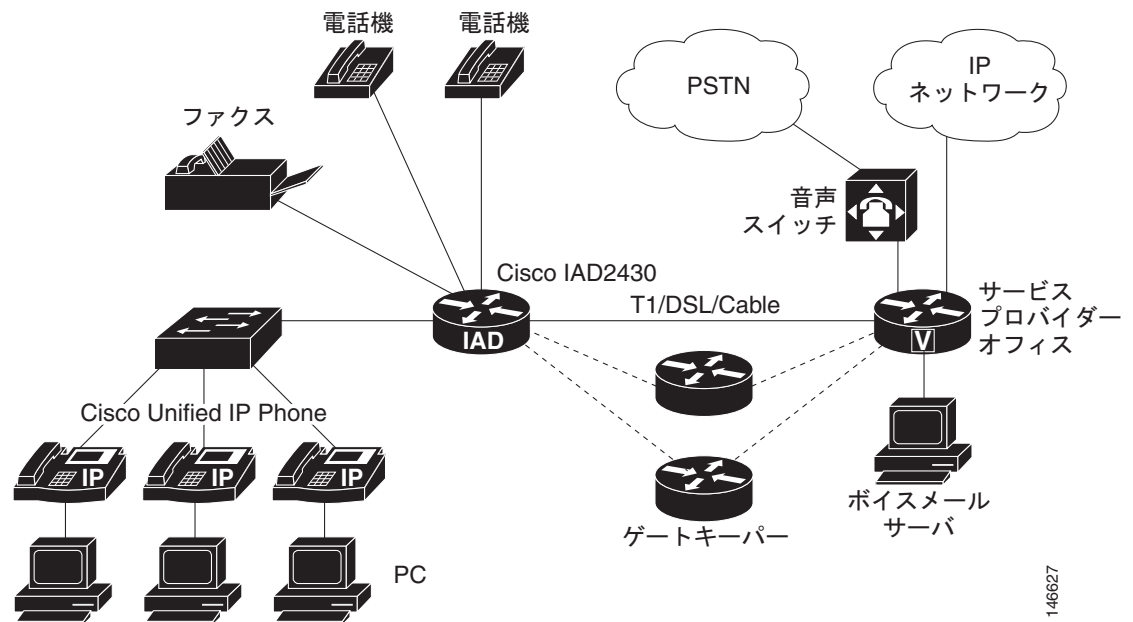 電話機
電話機
ファクス
PSTN
IP
ネットワーク
音声
スイッチ
Cisco IAD2430
T1/DSL/Cable
サービス
プロバイダー
オフィス
IAD
V
Cisco Unified IP Phone
IP
IP
IP
ゲートキーパー
ボイスメール
サーバ
PC
146627